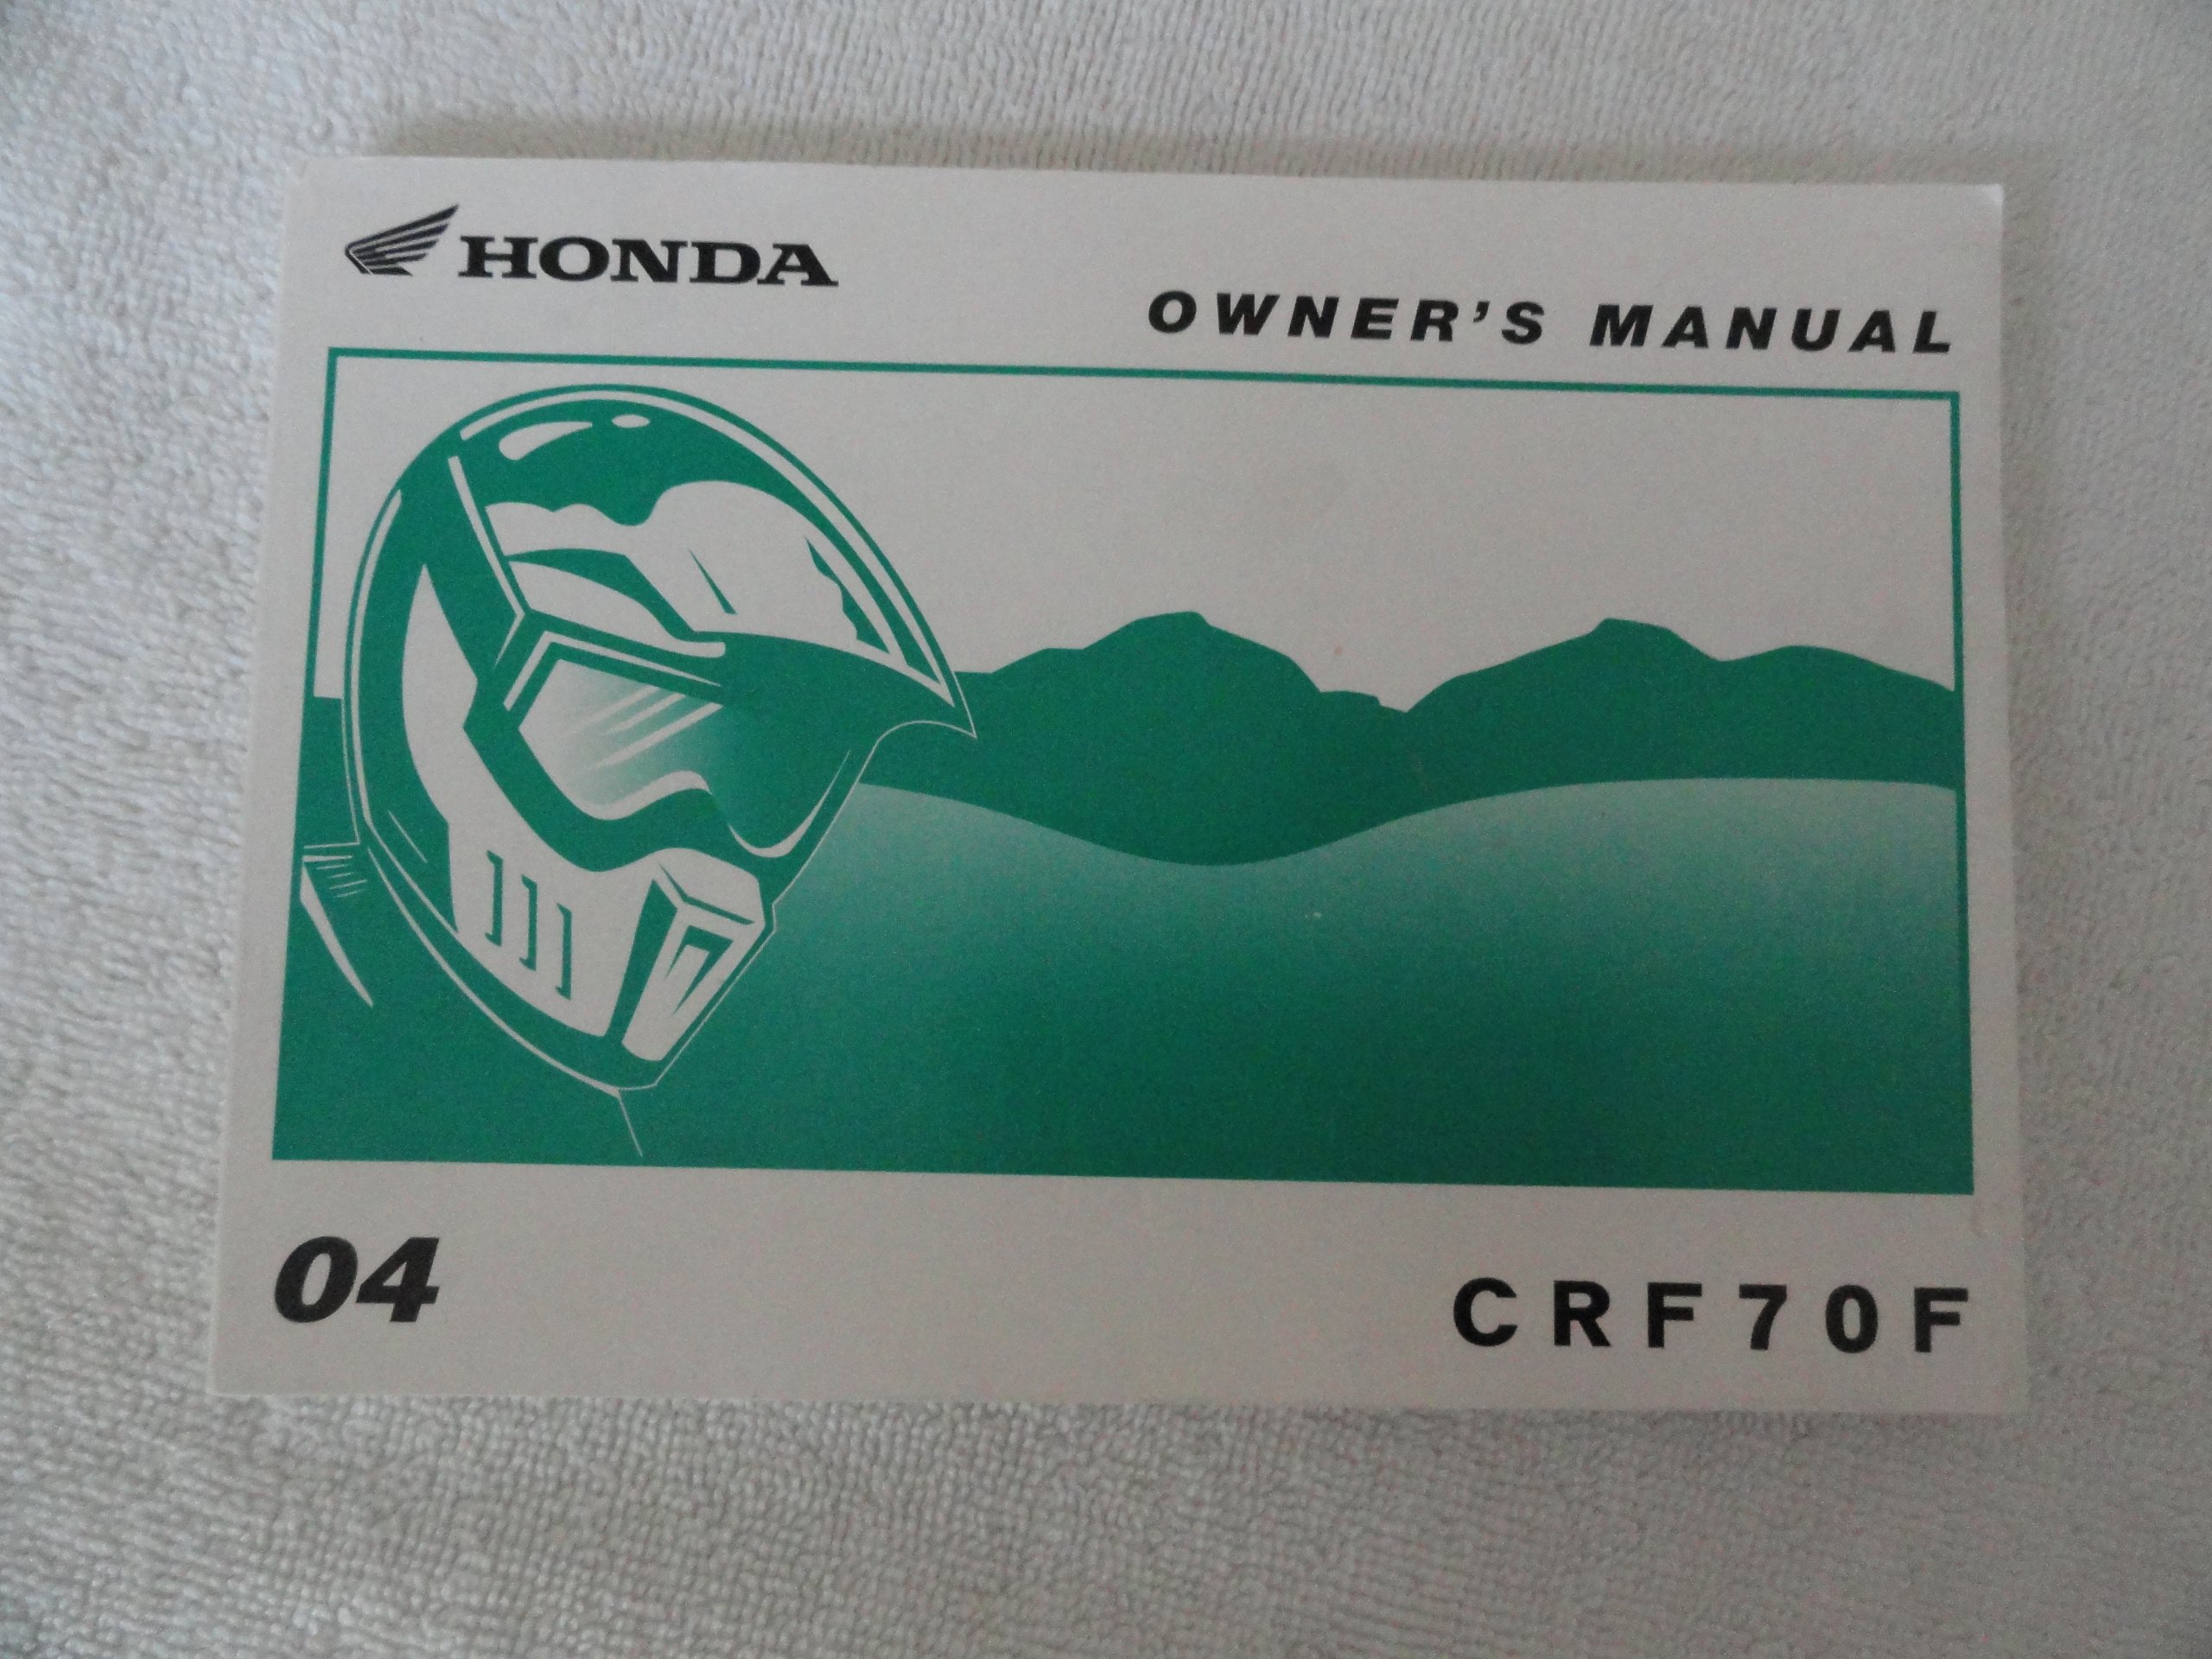 HONDA
OWNER'S MANUAL
04
CRF70F